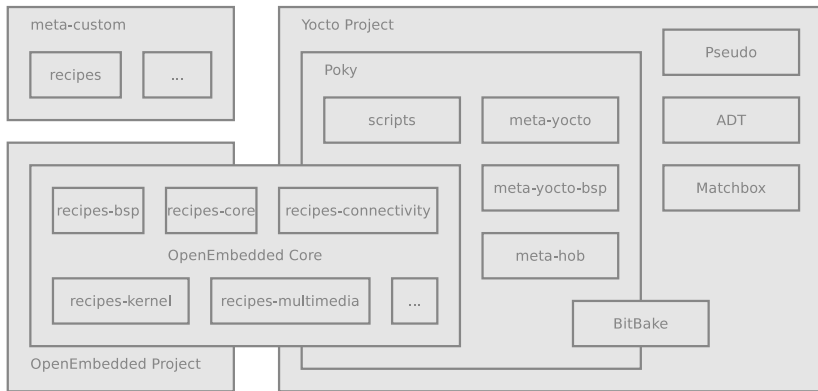 meta-custom
recipes
...
Yocto Project
Poky
scripts
meta-yocto
meta-yocto-bsp
meta-hob
BitBake
Pseudo
ADT
Matchbox
recipes-bsp
recipes-core
recipes-connectivity
OpenEmbedded Core
recipes-kernel
recipes-multimedia
...
OpenEmbedded Project